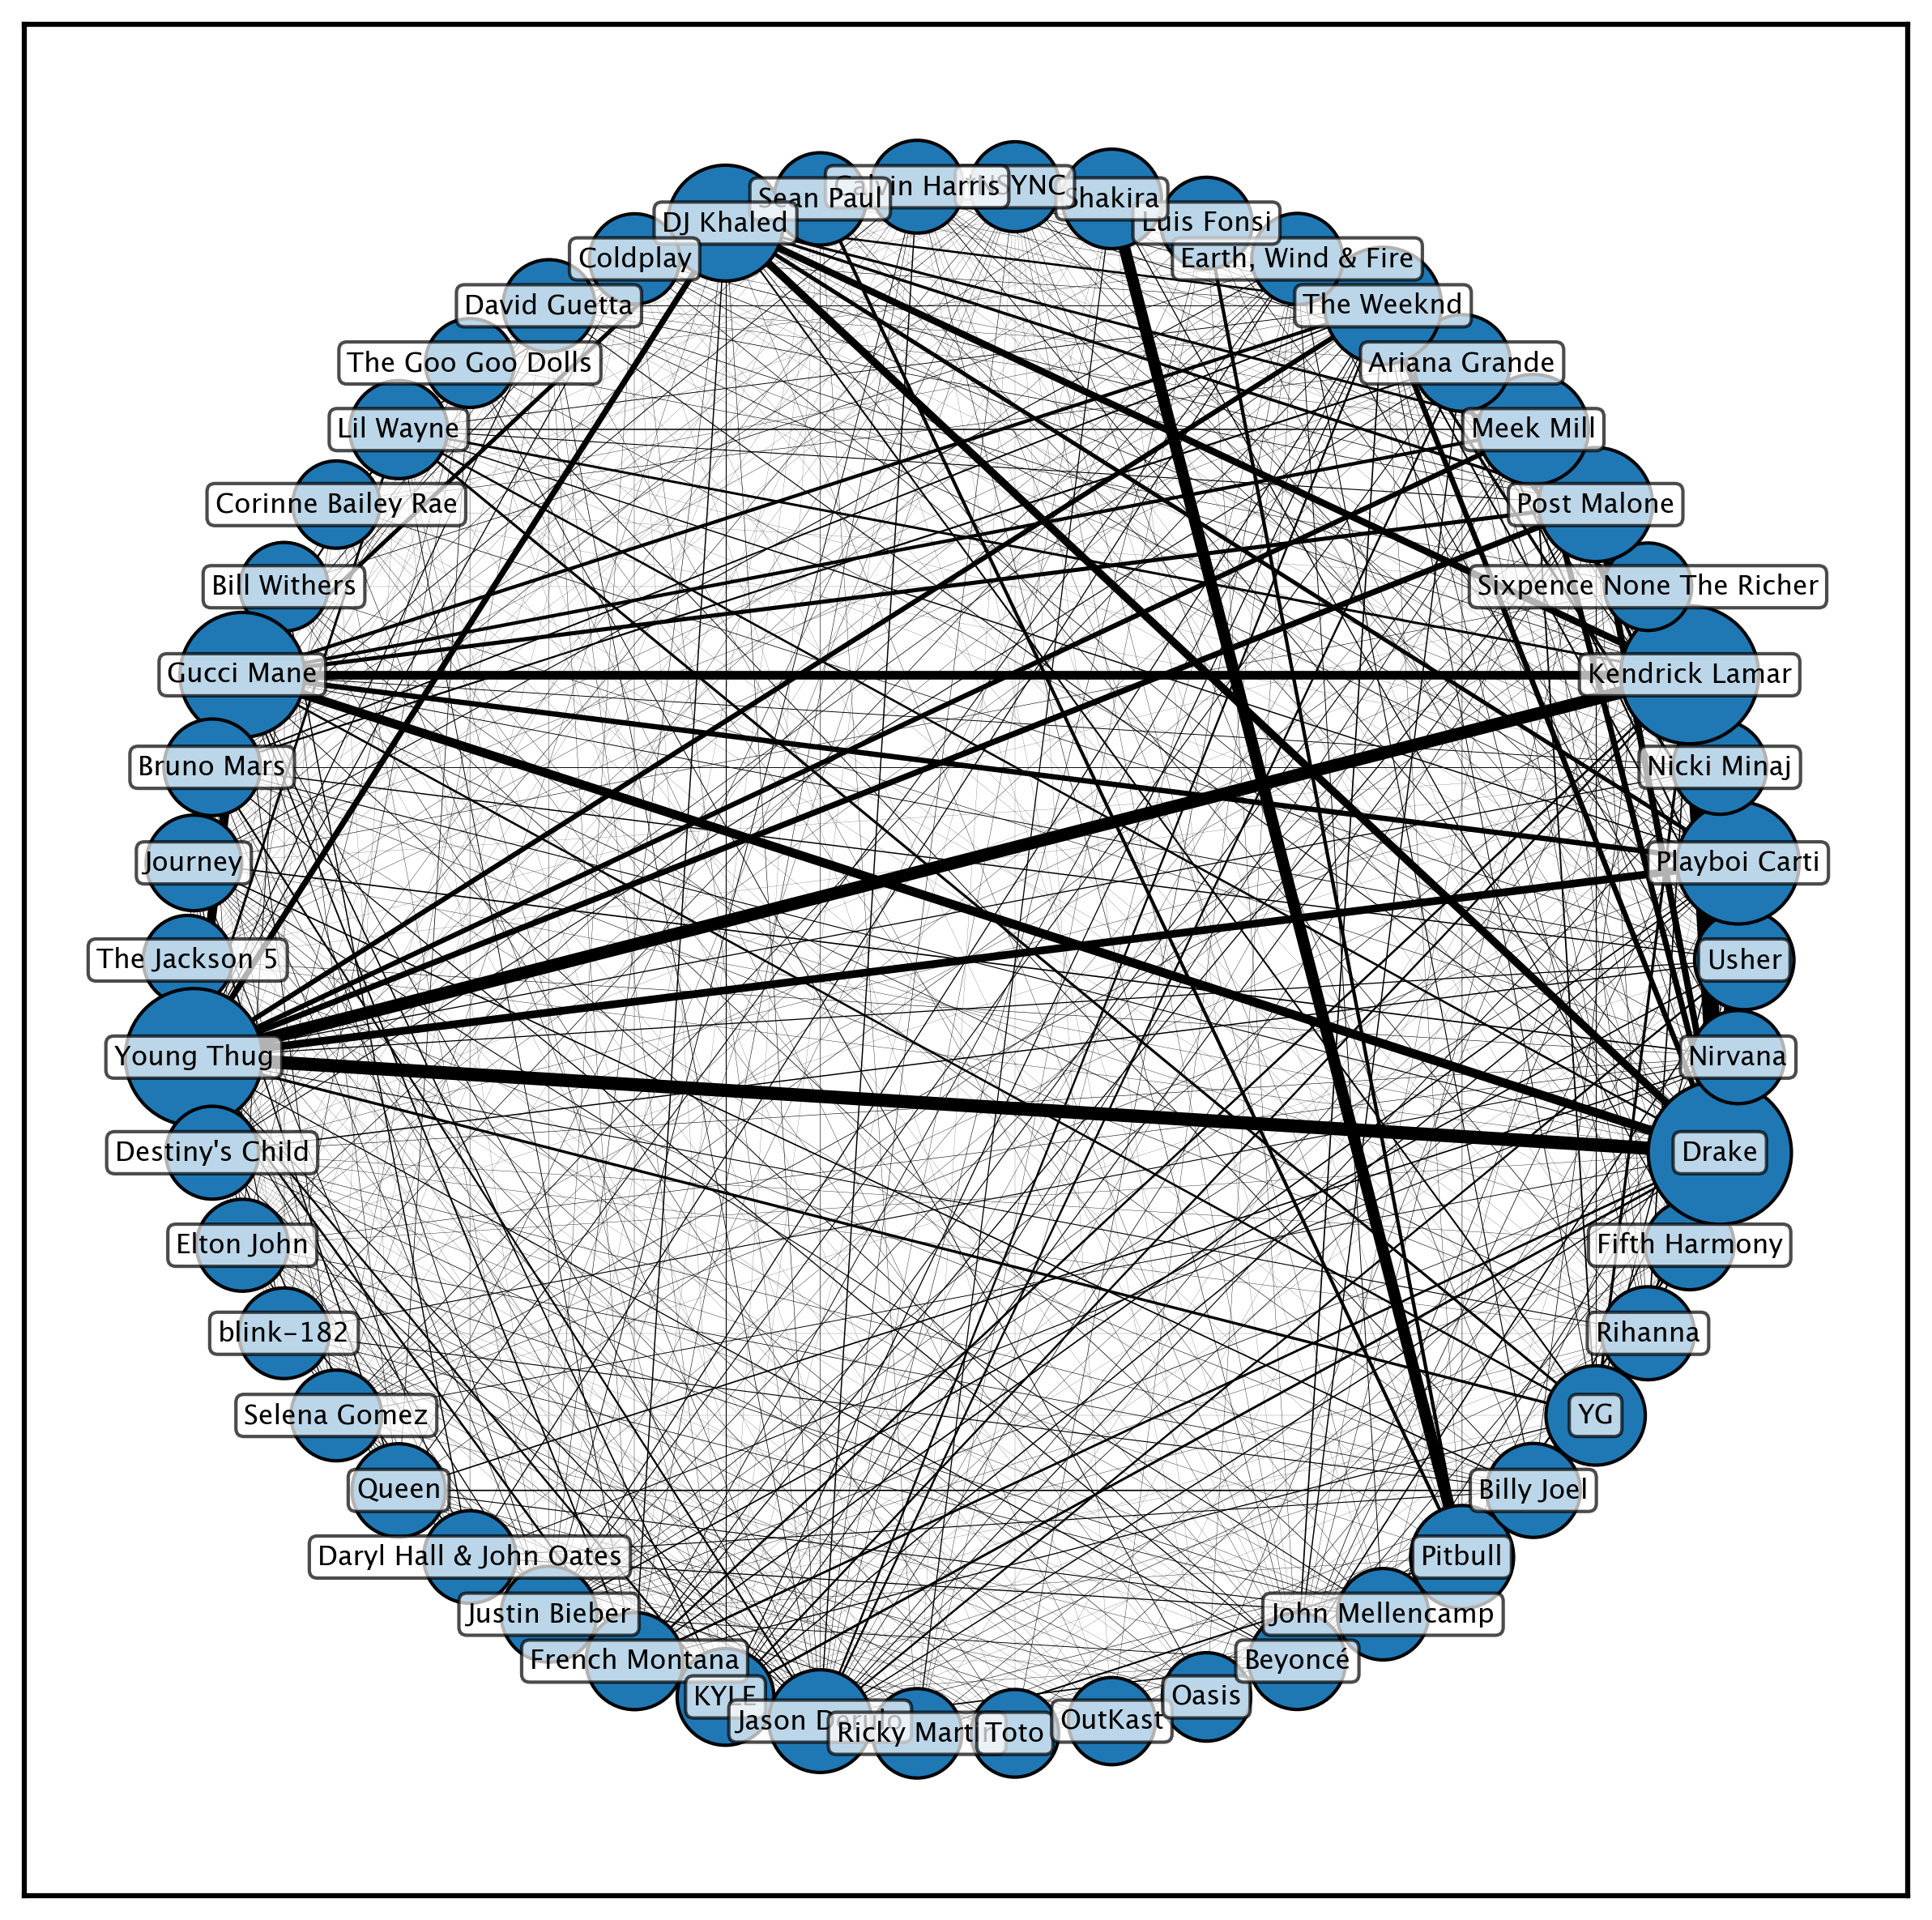 Calvin Harris
*NSYNC
Sean Paul
Shakira
DJ Khaled
Luis Fonsi
Coldplay
Earth, Wind & Fire
David Guetta
The Weeknd
The Goo Goo Dolls
Ariana Grande
Lil Wayne
Meek Mill
Corinne Bailey Rae
Post Malone
Bill Withers
Sixpence None The Richer
Gucci Mane
Kendrick Lamar
Bruno Mars
Nicki Minaj
Journey
Playboi Carti
The Jackson 5
Usher
Young Thug
Nirvana
Destiny's Child
Drake
Elton John
Fifth Harmony
blink-182
Rihanna
Selena Gomez
YG
Queen
Billy Joel
Daryl Hall & John Oates
Pitbull
Justin Bieber
John Mellencamp
French Montana
Beyoncé
KYLE
Oasis
Jason Derulo
OutKast
Ricky Martin
Toto